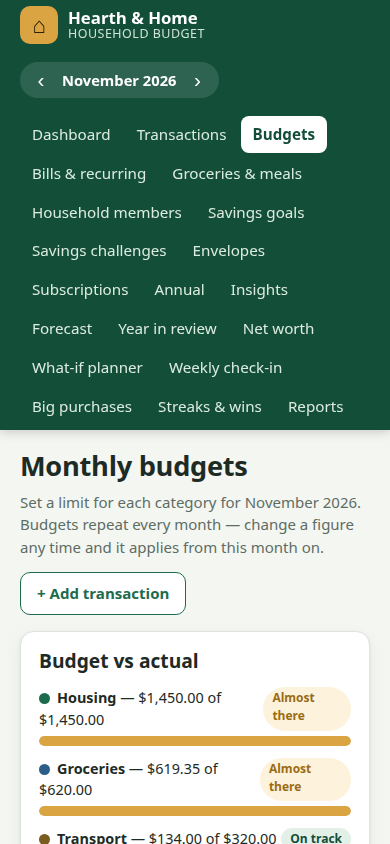 Hearth & Home
HOUSEHOLD BUDGET
‹ November 2026 ›
Dashboard Transactions Budgets
Bills & recurring Groceries & meals
Household members Savings goals
Savings challenges Envelopes
Subscriptions Annual Insights
Forecast Year in review Net worth
What-if planner Weekly check-in
Big purchases Streaks & wins Reports
Monthly budgets
Set a limit for each category for November 2026.
Budgets repeat every month — change a figure
any time and it applies from this month on.
+ Add transaction
Budget vs actual
Housing — $1,450.00 of
$1,450.00
Almost
there
Groceries — $619.35 of
$620.00
Almost
there
Transport — $134.00 of $320.00 On track